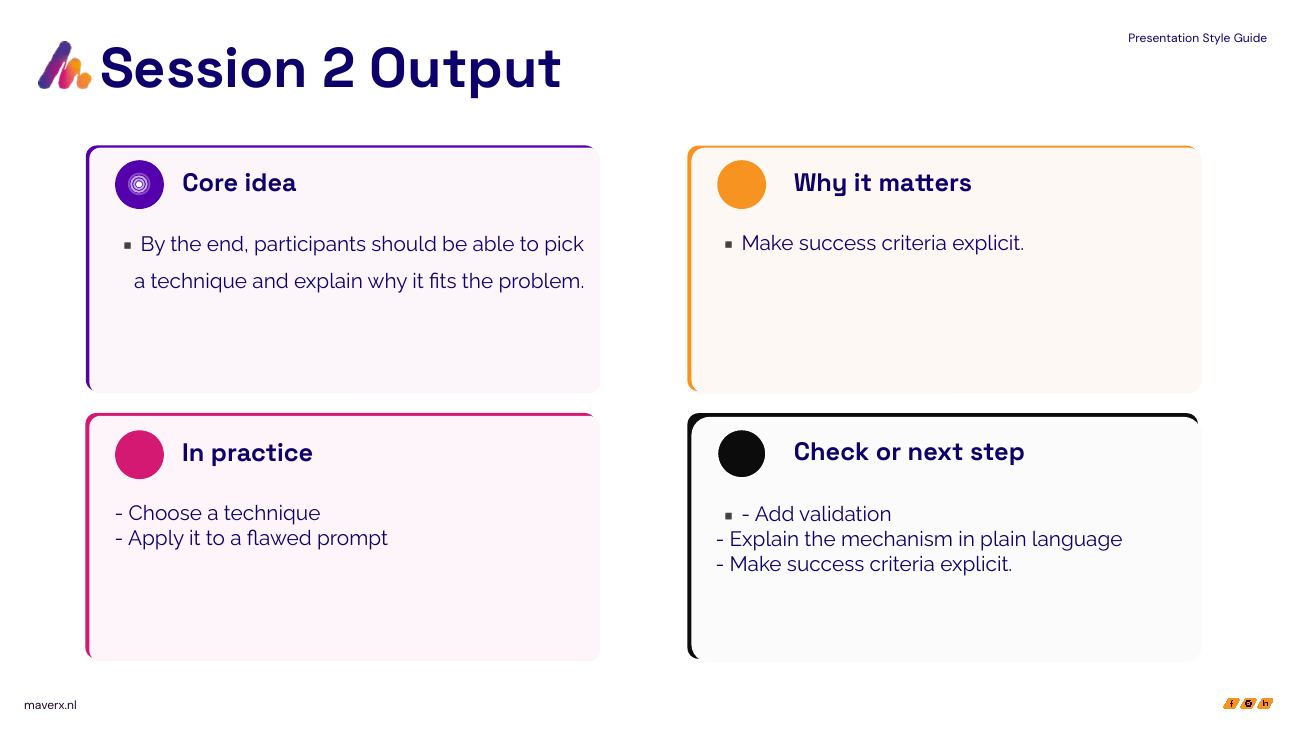 Presentation Style Guide
Session 2 Output
Core idea
▪ By the end, participants should be able to pick
a technique and explain why it fits the problem.
Why it matters
▪ Make success criteria explicit.
In practice
- Choose a technique
- Apply it to a flawed prompt
Check or next step
▪ - Add validation
- Explain the mechanism in plain language
- Make success criteria explicit.
maverx.nl